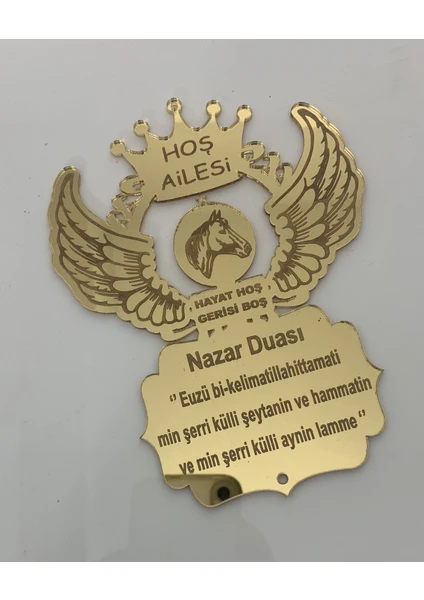 HOŞ
AiLESi
HAYAT HOŞ
GERİSİ BOŞ
Nazar Duası
‘’ Euzü bi-kelimatillahittamati
min şerri külli şeytanin ve hammatin
ve min şerri külli aynin lamme ‘’